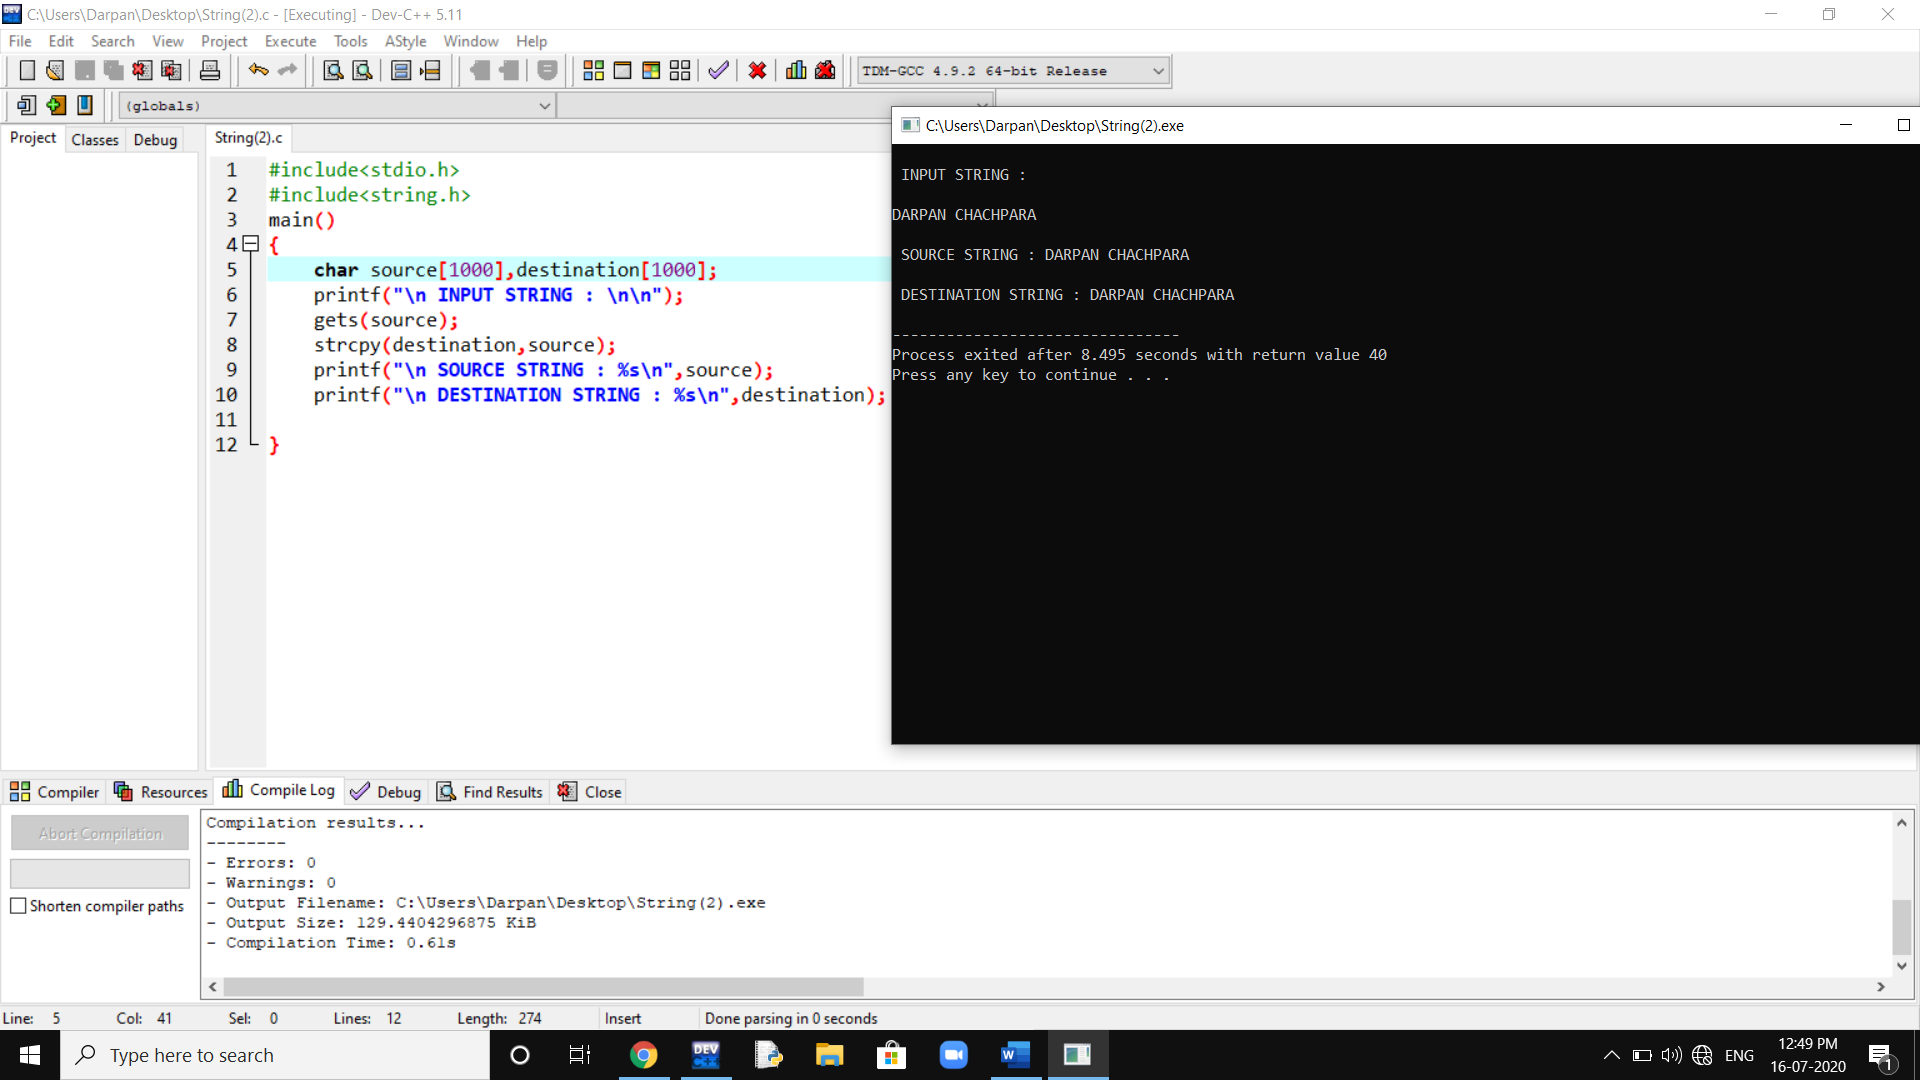 C:\Users\Darpan\Desktop\String(2).c - [Executing] - Dev-C++ 5.11
File Edit Search View Project Execute Tools AStyle Window Help
TDM-GCC 4.9.2 64-bit Release
(globals)
Project Classes Debug
String(2).c
1 #include<stdio.h>
2 #include<string.h>
3 main()
4 {
5 char source[1000],destination[1000];
6 printf("\n INPUT STRING : \n\n");
7 gets(source);
8 strcpy(destination,source);
9 printf("\n SOURCE STRING : %s\n",source);
10 printf("\n DESTINATION STRING : %s\n",destination);
11
12 }
C:\Users\Darpan\Desktop\String(2).exe
INPUT STRING :
DARPAN CHACHPARA
SOURCE STRING : DARPAN CHACHPARA
DESTINATION STRING : DARPAN CHACHPARA
--------------------------------
Process exited after 8.495 seconds with return value 40
Press any key to continue . . .
Compiler Resources Compile Log Debug Find Results Close
Abort Compilation
Shorten compiler paths
Compilation results...
--------
- Errors: 0
- Warnings: 0
- Output Filename: C:\Users\Darpan\Desktop\String(2).exe
- Output Size: 129.4404296875 KiB
- Compilation Time: 0.61s
Line: 5 Col: 41 Sel: 0 Lines: 12 Length: 274 Insert Done parsing in 0 seconds
Type here to search
DEV C++
W
ENG
12:49 PM
16-07-2020
1